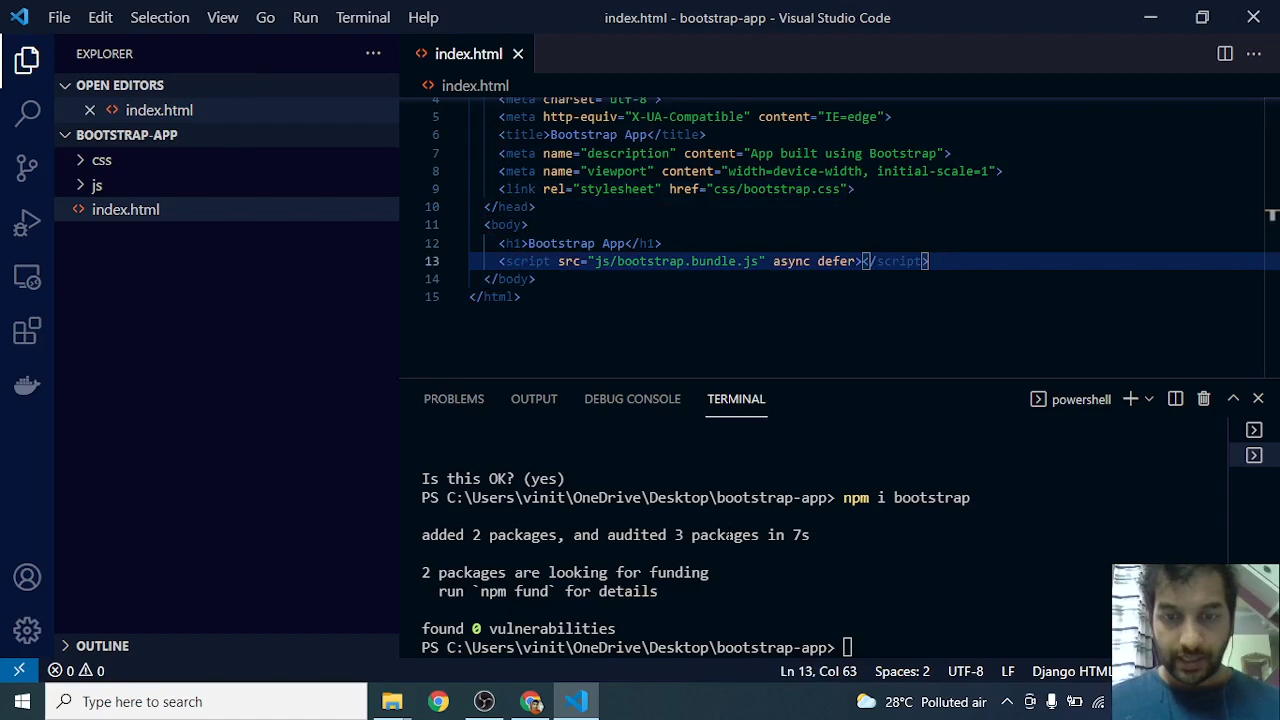 File Edit Selection View Go Run Terminal Help
index.html - bootstrap-app - Visual Studio Code
EXPLORER
OPEN EDITORS
index.html
BOOTSTRAP-APP
css
js
index.html
OUTLINE
index.html
index.html
4 <meta charset="utf-8">
5 <meta http-equiv="X-UA-Compatible" content="IE=edge">
6 <title>Bootstrap App</title>
7 <meta name="description" content="App built using Bootstrap">
8 <meta name="viewport" content="width=device-width, initial-scale=1">
9 <link rel="stylesheet" href="css/bootstrap.css">
10 </head>
11 <body>
12 <h1>Bootstrap App</h1>
13 <script src="js/bootstrap.bundle.js" async defer></script>
14 </body>
15 </html>
PROBLEMS OUTPUT DEBUG CONSOLE TERMINAL
powershell
Is this OK? (yes)
PS C:\Users\vinit\OneDrive\Desktop\bootstrap-app> npm i bootstrap
added 2 packages, and audited 3 packages in 7s
2 packages are looking for funding
run `npm fund` for details
found 0 vulnerabilities
PS C:\Users\vinit\OneDrive\Desktop\bootstrap-app>
0 0
Ln 13, Col 63 Spaces: 2 UTF-8 LF Django HTML
Type here to search
28°C Polluted air